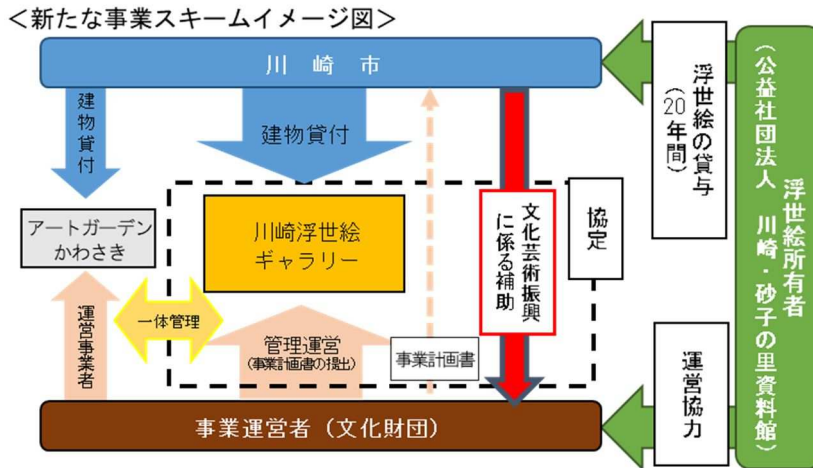 ＜新たな事業スキームイメージ図＞
川崎市
建物貸付
建物貸付
浮世絵の貸与
（20年間）
浮世絵所有者
（公益社団法人　川崎・砂子の里資料館）
アートガーデン
かわさき
川崎浮世絵
ギャラリー
文化芸術振興
に係る補助
協定
運営事業者
一体管理
管理運営
（事業計画書の提出）
事業計画書
運営協力
事業運営者（文化財団）